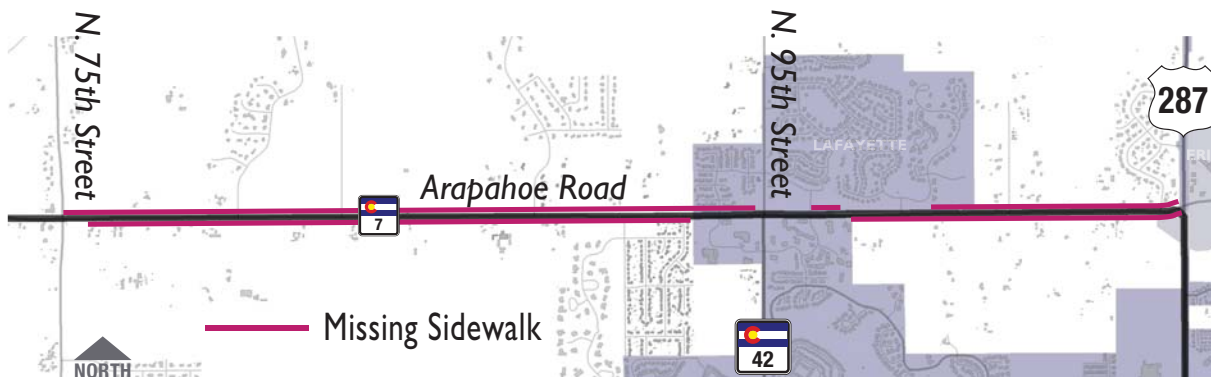 N. 75th Street
N. 95th Street
287
LAFAYETTE
Arapahoe Road
7
Missing Sidewalk
42
NORTH